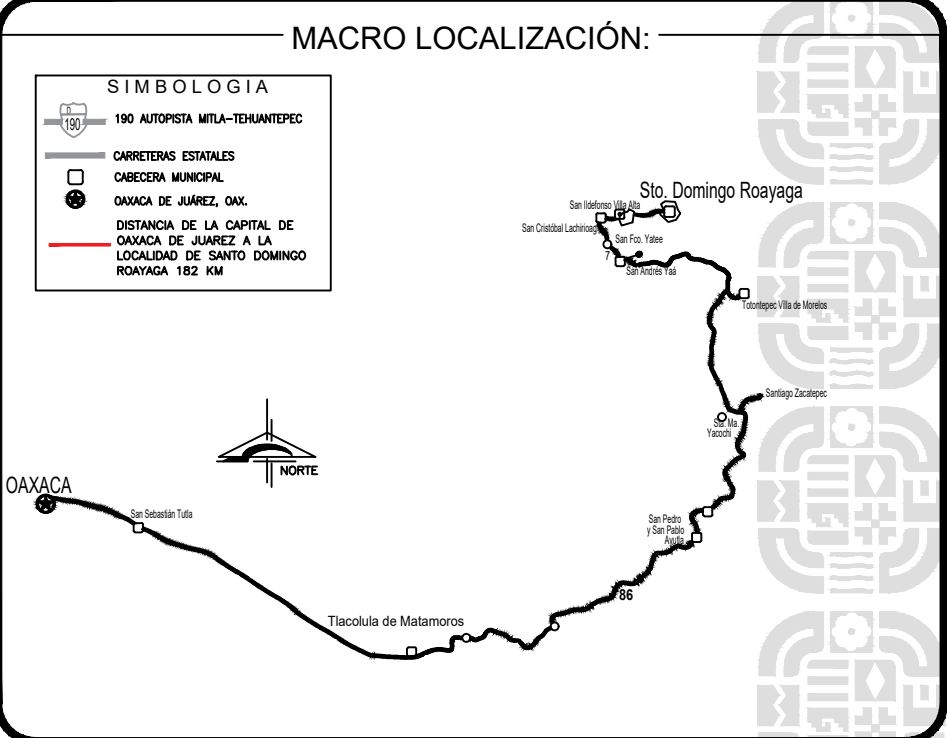 MACRO LOCALIZACIÓN:
SIMBOLOGIA
D
190
190 AUTOPISTA MITLA-TEHUANTEPEC
CARRETERAS ESTATALES
CABECERA MUNICIPAL
OAXACA DE JUÁREZ, OAX.
DISTANCIA DE LA CAPITAL DE
OAXACA DE JUAREZ A LA
LOCALIDAD DE SANTO DOMINGO
ROAYAGA 182 KM
Sto. Domingo Roayaga
San Ildefonso Villa Alta
San Cristóbal Lachirioag
San Fco. Yatee
7
San Andrés Yaá
Totontepec Villa de Morelos
Santiago Zacatepec
Sta. Ma.
Yacochi
NORTE
OAXACA
San Sebastián Tutla
San Pedro
y San Pablo
Ayutla
86
Tlacolula de Matamoros